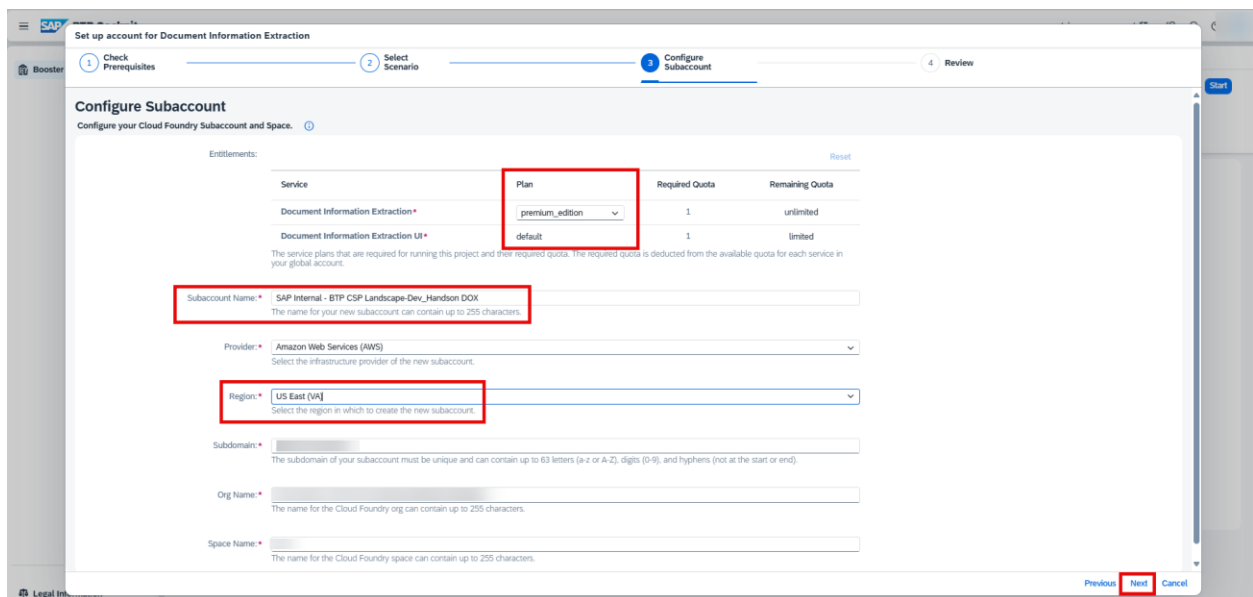 SAP
Booster
Start
Set up account for Document Information Extraction
1 Check Prerequisites
2 Select Scenario
3 Configure Subaccount
4 Review
Configure Subaccount
Configure your Cloud Foundry Subaccount and Space.
Entitlements:
Reset
Service Plan Required Quota Remaining Quota
Document Information Extraction* premium_edition 1 unlimited
Document Information Extraction UI* default 1 limited
The service plans that are required for running this project and their required quota. The required quota is deducted from the available quota for each service in
your global account.
Subaccount Name:* SAP Internal - BTP CSP Landscape-Dev_Handson DOX
The name for your new subaccount can contain up to 255 characters.
Provider:* Amazon Web Services (AWS)
Select the infrastructure provider of the new subaccount.
Region:* US East (VA)
Select the region in which to create the new subaccount.
Subdomain:*
The subdomain of your subaccount must be unique and can contain up to 63 letters (a-z or A-Z), digits (0-9), and hyphens (not at the start or end).
Org Name:*
The name for the Cloud Foundry org can contain up to 255 characters.
Space Name:*
The name for the Cloud Foundry space can contain up to 255 characters.
Previous Next Cancel
Legal